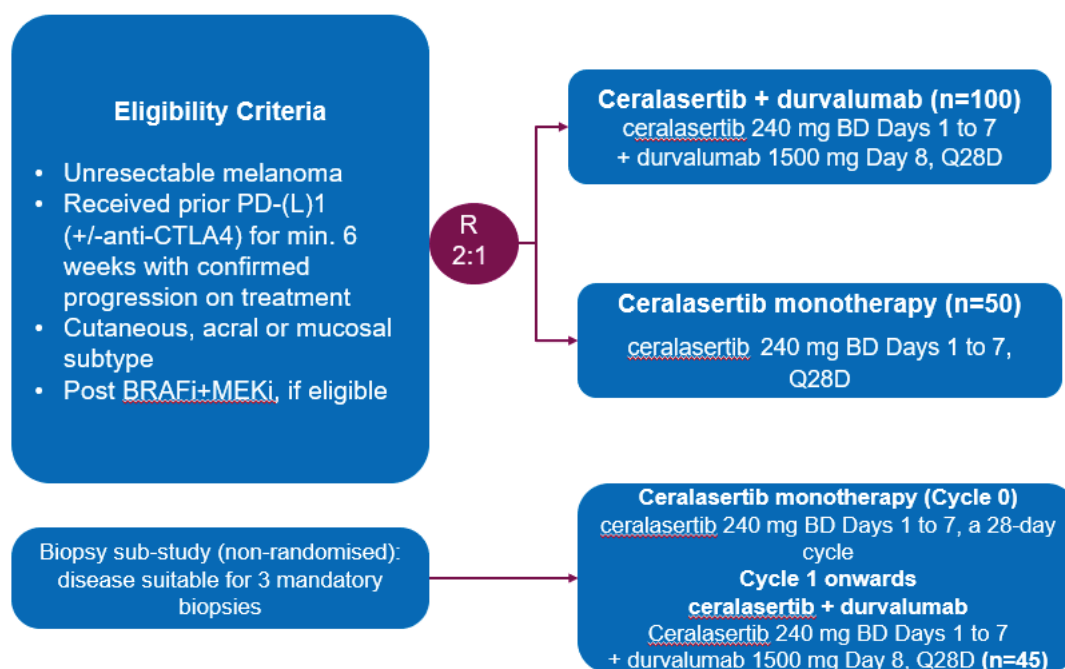 Eligibility Criteria
• Unresectable melanoma
• Received prior PD-(L)1
(+/-anti-CTLA4) for min. 6
weeks with confirmed
progression on treatment
• Cutaneous, acral or mucosal
subtype
• Post BRAFi+MEKi, if eligible
R
2:1
Ceralasertib + durvalumab (n=100)
ceralasertib 240 mg BD Days 1 to 7
+ durvalumab 1500 mg Day 8, Q28D
Ceralasertib monotherapy (n=50)
ceralasertib 240 mg BD Days 1 to 7,
Q28D
Biopsy sub-study (non-randomised):
disease suitable for 3 mandatory
biopsies
Ceralasertib monotherapy (Cycle 0)
ceralasertib 240 mg BD Days 1 to 7, a 28-day
cycle
Cycle 1 onwards
ceralasertib + durvalumab
Ceralasertib 240 mg BD Days 1 to 7
+ durvalumab 1500 mg Day 8, Q28D (n=45)